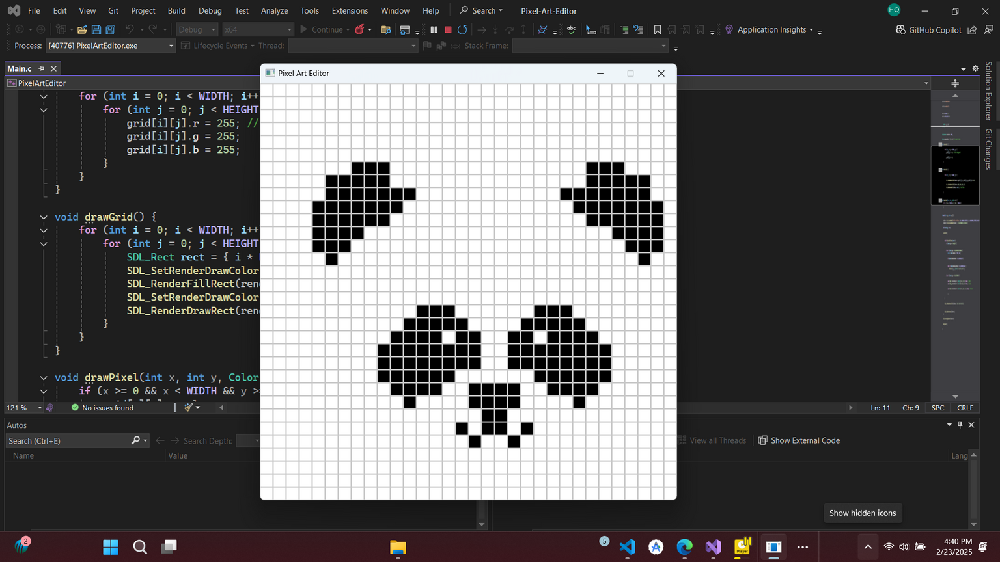 File Edit View Git Project Build Debug Test Analyze Tools Extensions Window Help Search Pixel-Art-Editor HQ
Debug x64 Continue Application Insights GitHub Copilot
Process: [40776] PixelArtEditor.exe Lifecycle Events Thread: Stack Frame:
Main.c
PixelArtEditor
for (int i = 0; i < WIDTH; i++
for (int j = 0; j < HEIGHT
grid[i][j].r = 255; //
grid[i][j].g = 255;
grid[i][j].b = 255;
}
}
}
void drawGrid() {
for (int i = 0; i < WIDTH; i++
for (int j = 0; j < HEIGHT
SDL_Rect rect = { i *
SDL_SetRenderDrawColor
SDL_RenderFillRect(ren
SDL_SetRenderDrawColor
SDL_RenderDrawRect(ren
}
}
}
void drawPixel(int x, int y, Color
if (x >= 0 && x < WIDTH && y >
Pixel Art Editor
Solution Explorer
Git Changes
121 % No issues found Ln: 11 Ch: 9 SPC CRLF
Autos
Search (Ctrl+E) Search Depth: View all Threads Show External Code
Name Value Lang
Show hidden icons
2 5 Player 4:40 PM
2/23/2025